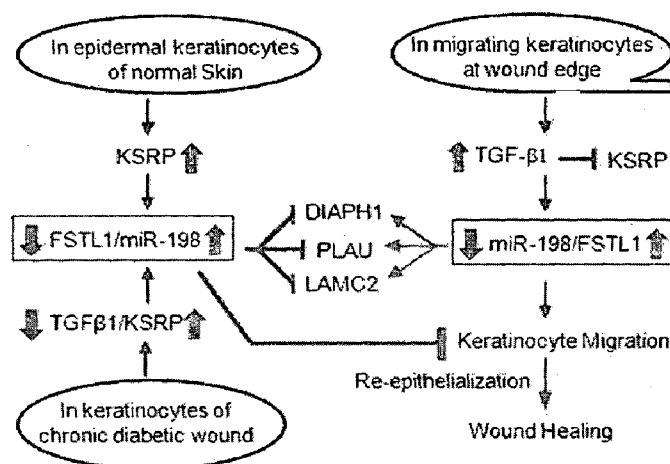 In epidermal keratinocytes
of normal Skin
In migrating keratinocytes
at wound edge
KSRP
TGF-β1
KSRP
DIAPH1
FSTL1/miR-198
PLAU
miR-198/FSTL1
LAMC2
TGFβ1/KSRP
Keratinocyte Migration
Re-epithelialization
In keratinocytes of
chronic diabetic wound
Wound Healing